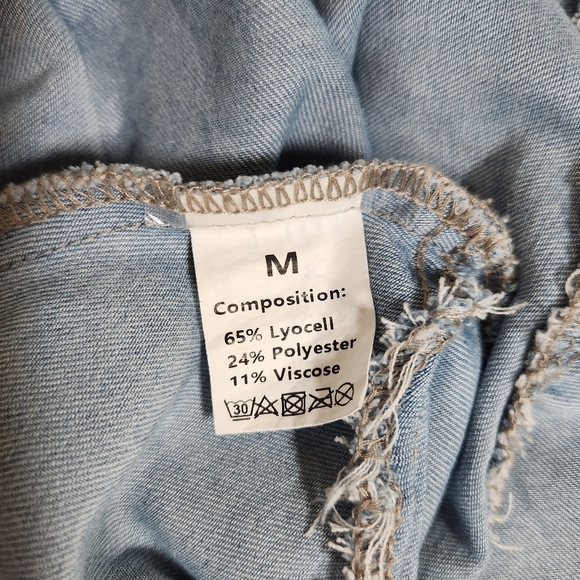 M
Composition:
65% Lyocell
24% Polyester
11% Viscose
30